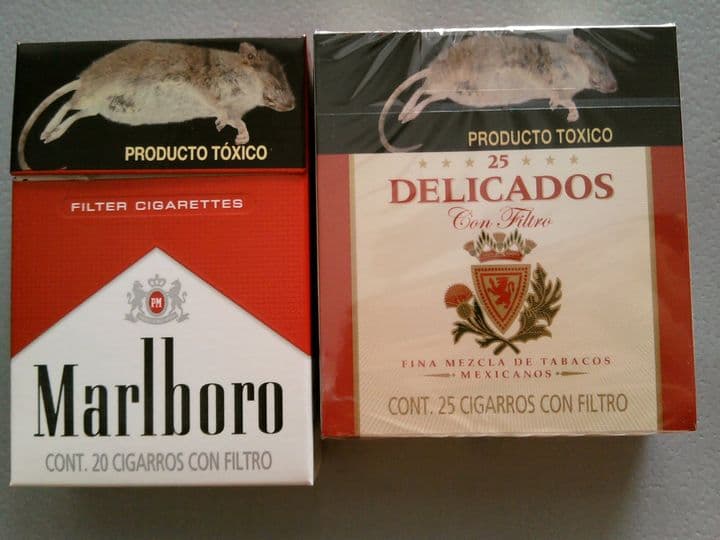 PRODUCTO TÓXICO
FILTER CIGARETTES
PM
Marlboro
CONT. 20 CIGARROS CON FILTRO
PRODUCTO TOXICO
25
DELICADOS
Con Filtro
FINA MEZCLA DE TABACOS
MEXICANOS
CONT. 25 CIGARROS CON FILTRO